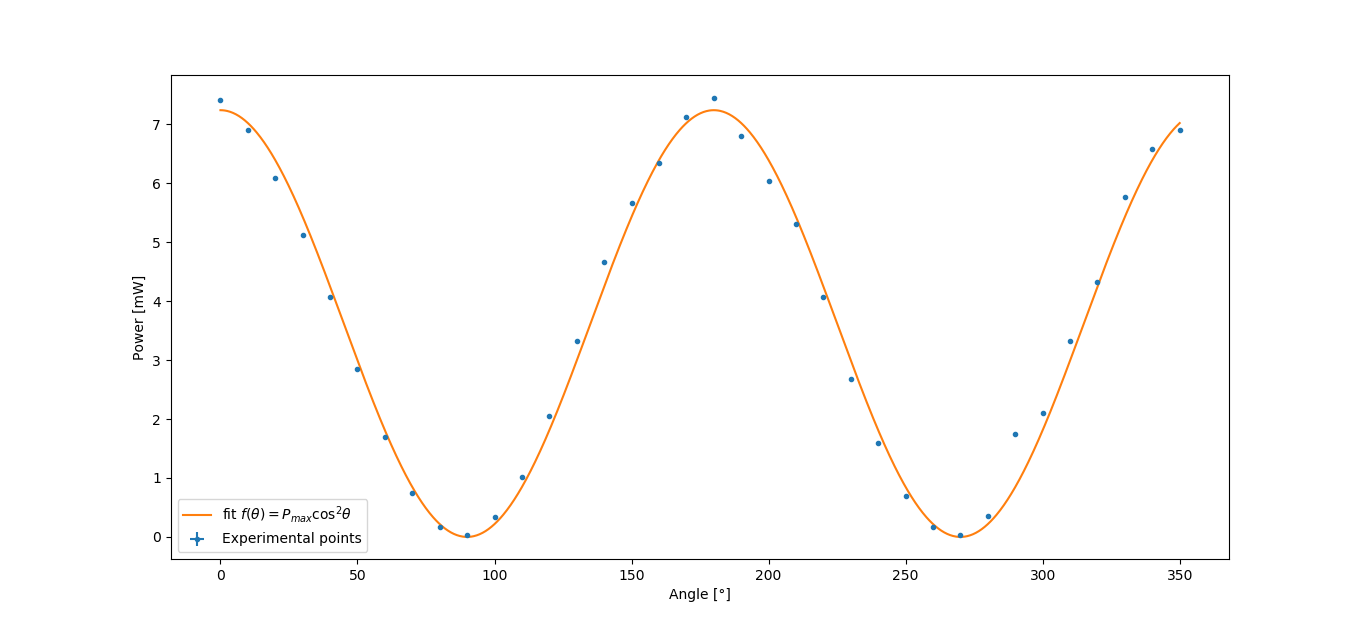 Power [mW]
7
6
5
4
3
2
1
0
fit f(θ) = P_max cos²θ
Experimental points
0 50 100 150 200 250 300 350
Angle [°]